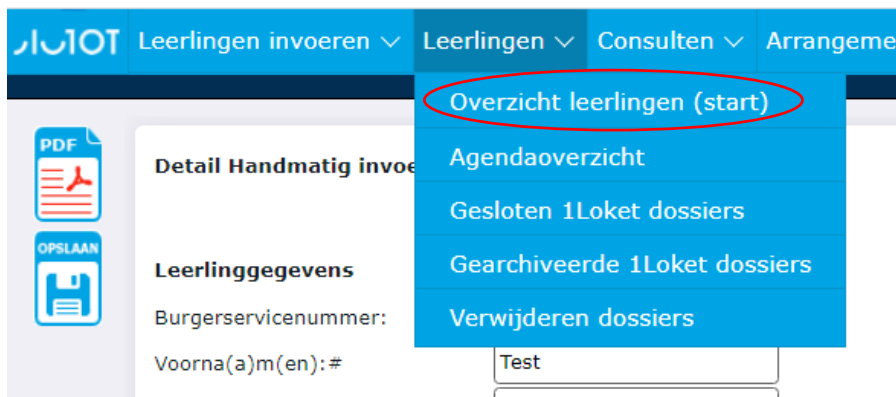 Leerlingen invoeren Leerlingen Consulten Arrangeme
Overzicht leerlingen (start)
PDF
Detail Handmatig invoe
Agendaoverzicht
Gesloten 1Loket dossiers
OPSLAAN
Leerlinggegevens
Gearchiveerde 1Loket dossiers
Burgerservicenummer:
Verwijderen dossiers
Voorna(a)m(en):#
Test